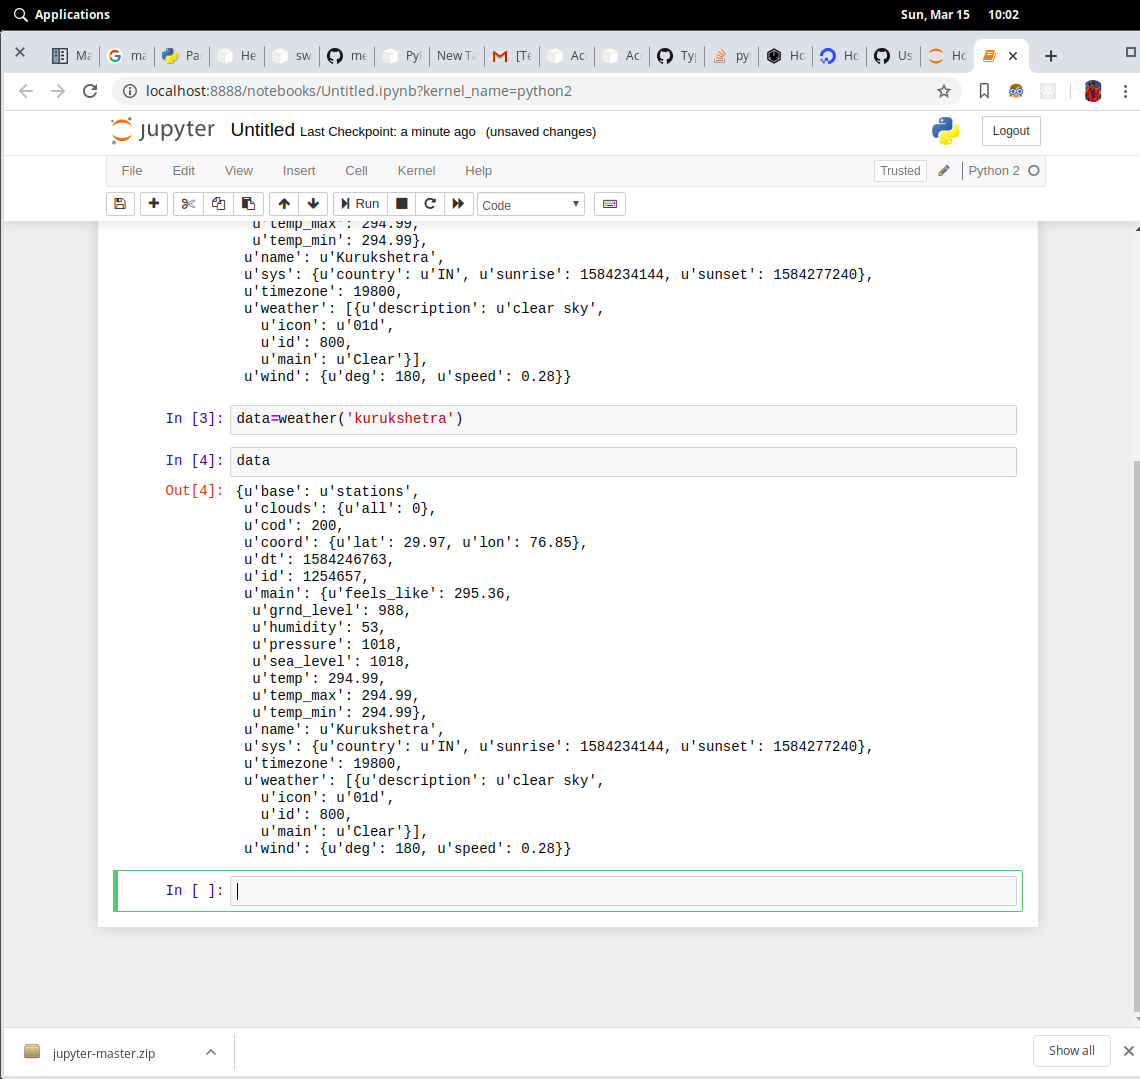 Applications
Sun, Mar 15 10:02
Ma
ma
Pa
He
sw
me
Pyl
New Ta
[Te
Ac
Ac
Typ
pyt
Ho
Ho
Us
Ho
localhost:8888/notebooks/Untitled.ipynb?kernel_name=python2
jupyter Untitled Last Checkpoint: a minute ago (unsaved changes)
Logout
File Edit View Insert Cell Kernel Help
Trusted Python 2
Run Code
u'temp_max': 294.99,
u'temp_min': 294.99},
u'name': u'Kurukshetra',
u'sys': {u'country': u'IN', u'sunrise': 1584234144, u'sunset': 1584277240},
u'timezone': 19800,
u'weather': [{u'description': u'clear sky',
u'icon': u'01d',
u'id': 800,
u'main': u'Clear'}],
u'wind': {u'deg': 180, u'speed': 0.28}}
In [3]: data=weather('kurukshetra')
In [4]: data
Out[4]: {u'base': u'stations',
u'clouds': {u'all': 0},
u'cod': 200,
u'coord': {u'lat': 29.97, u'lon': 76.85},
u'dt': 1584246763,
u'id': 1254657,
u'main': {u'feels_like': 295.36,
u'grnd_level': 988,
u'humidity': 53,
u'pressure': 1018,
u'sea_level': 1018,
u'temp': 294.99,
u'temp_max': 294.99,
u'temp_min': 294.99},
u'name': u'Kurukshetra',
u'sys': {u'country': u'IN', u'sunrise': 1584234144, u'sunset': 1584277240},
u'timezone': 19800,
u'weather': [{u'description': u'clear sky',
u'icon': u'01d',
u'id': 800,
u'main': u'Clear'}],
u'wind': {u'deg': 180, u'speed': 0.28}}
In [ ]:
jupyter-master.zip
Show all